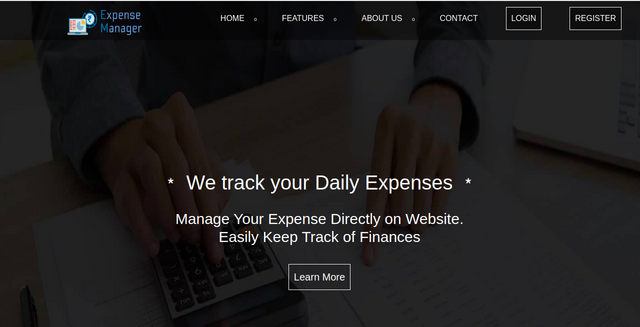 Expense
Manager
HOME
FEATURES
ABOUT US
CONTACT
LOGIN
REGISTER
* We track your Daily Expenses *
Manage Your Expense Directly on Website.
Easily Keep Track of Finances
Learn More